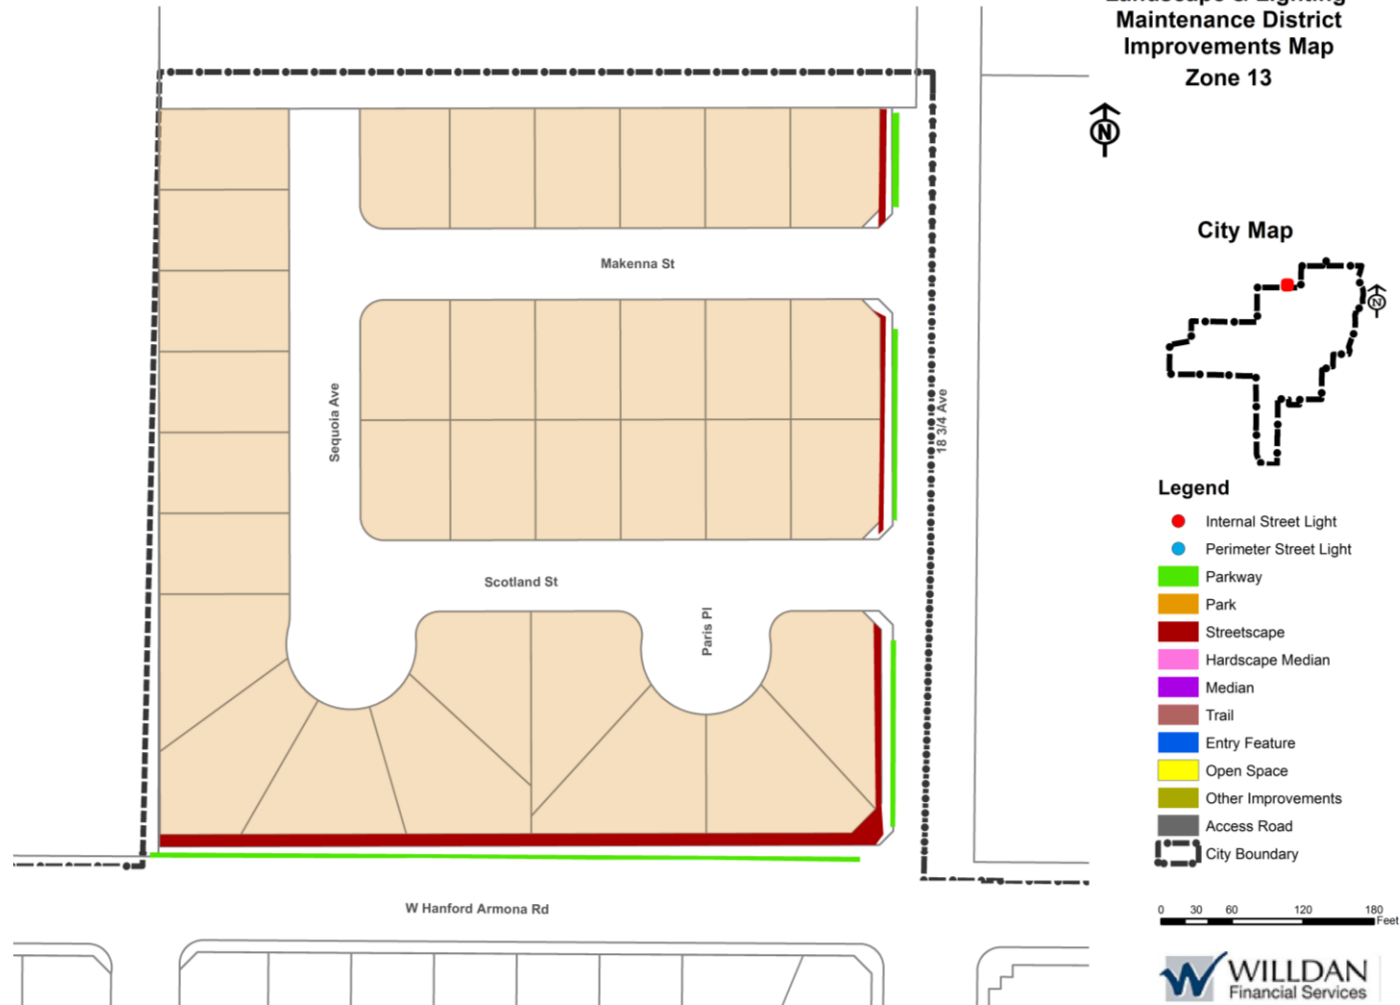 Landscape & Lighting
Maintenance District
Improvements Map
Zone 13
N
City Map
N
Makenna St
Sequoia Ave
18 3/4 Ave
Scotland St
Paris Pl
W Hanford Armona Rd
Legend
Internal Street Light
Perimeter Street Light
Parkway
Park
Streetscape
Hardscape Median
Median
Trail
Entry Feature
Open Space
Other Improvements
Access Road
City Boundary
0 30 60 120 180
Feet
WILLDAN
Financial Services